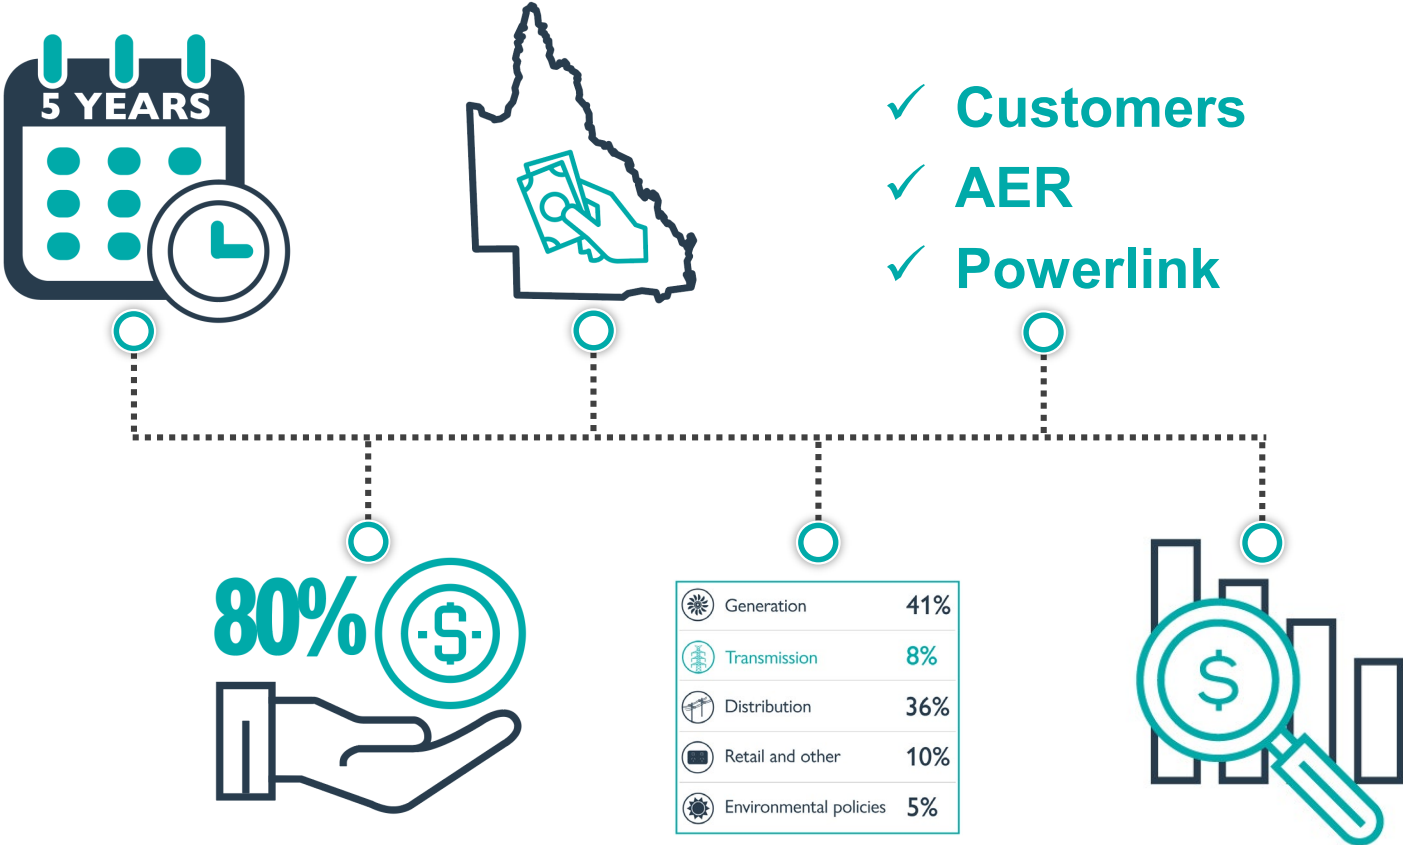 5 YEARS
✓ Customers
✓ AER
✓ Powerlink
80%
$
Generation 41%
Transmission 8%
Distribution 36%
Retail and other 10%
Environmental policies 5%
$